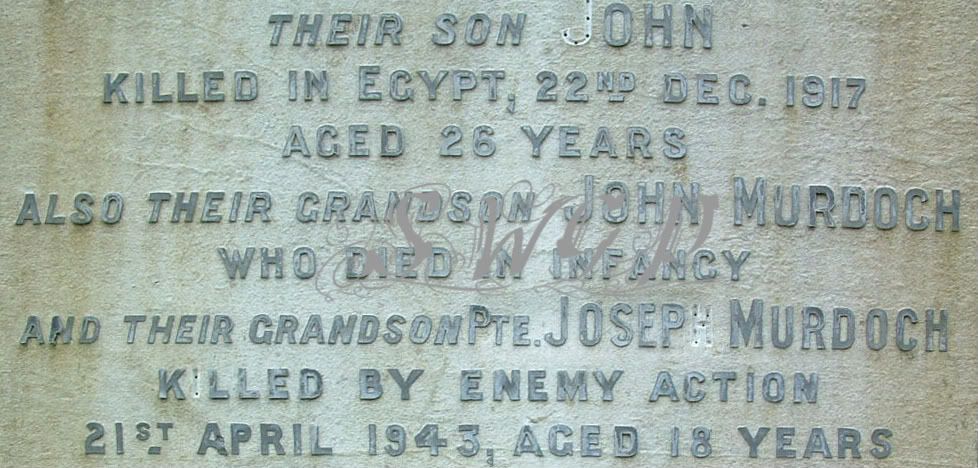 THEIR SON JOHN
KILLED IN EGYPT, 22ND DEC. 1917
AGED 26 YEARS
ALSO THEIR GRANDSON JOHN MURDOCH
WHO DIED IN INFANCY
AND THEIR GRANDSON PTE. JOSEPH MURDOCH
KILLED BY ENEMY ACTION
21ST APRIL 1943, AGED 18 YEARS